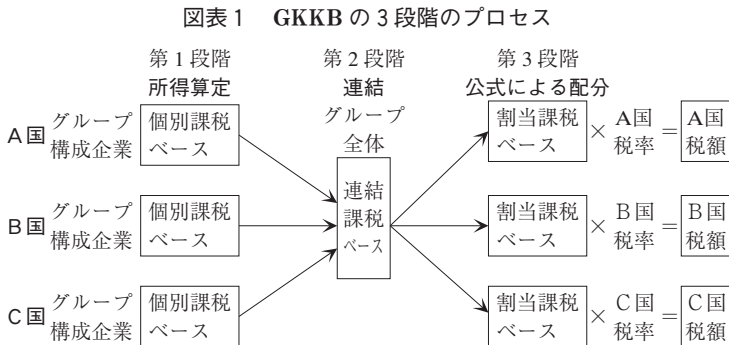 図表1 GKKBの3段階のプロセス
第1段階 第2段階 第3段階
所得算定 連結 公式による配分
グループ
全体
A国 グループ 個別課税 割当課税 × A国 = A国
構成企業 ベース ベース 税率 税額
連結
課税
ベース
B国 グループ 個別課税 割当課税 × B国 = B国
構成企業 ベース ベース 税率 税額
C国 グループ 個別課税 割当課税 × C国 = C国
構成企業 ベース ベース 税率 税額